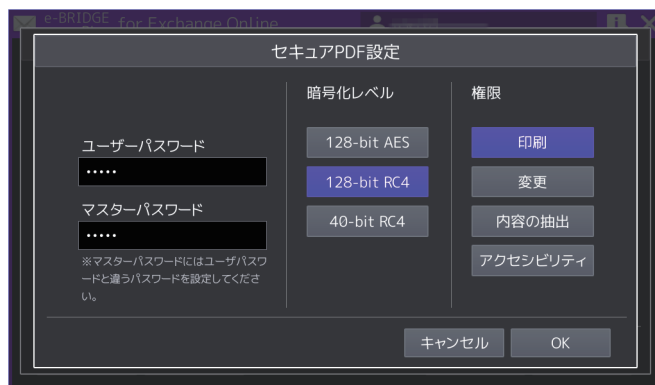 e-BRIDGE for Exchange Online
セキュアPDF設定
ユーザーパスワード
•••••
マスターパスワード
•••••
※マスターパスワードにはユーザパスワ
ードと違うパスワードを設定してくださ
い。
暗号化レベル
128-bit AES
128-bit RC4
40-bit RC4
権限
印刷
変更
内容の抽出
アクセシビリティ
キャンセル
OK